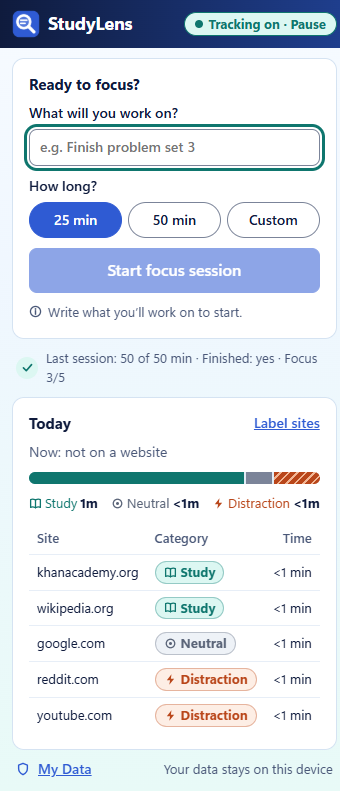 StudyLens
Tracking on · Pause
Ready to focus?
What will you work on?
e.g. Finish problem set 3
How long?
25 min
50 min
Custom
Start focus session
Write what you'll work on to start.
Last session: 50 of 50 min · Finished: yes · Focus
3/5
Today
Label sites
Now: not on a website
Study 1m
Neutral <1m
Distraction <1m
Site Category Time
khanacademy.org Study <1 min
wikipedia.org Study <1 min
google.com Neutral <1 min
reddit.com Distraction <1 min
youtube.com Distraction <1 min
My Data
Your data stays on this device